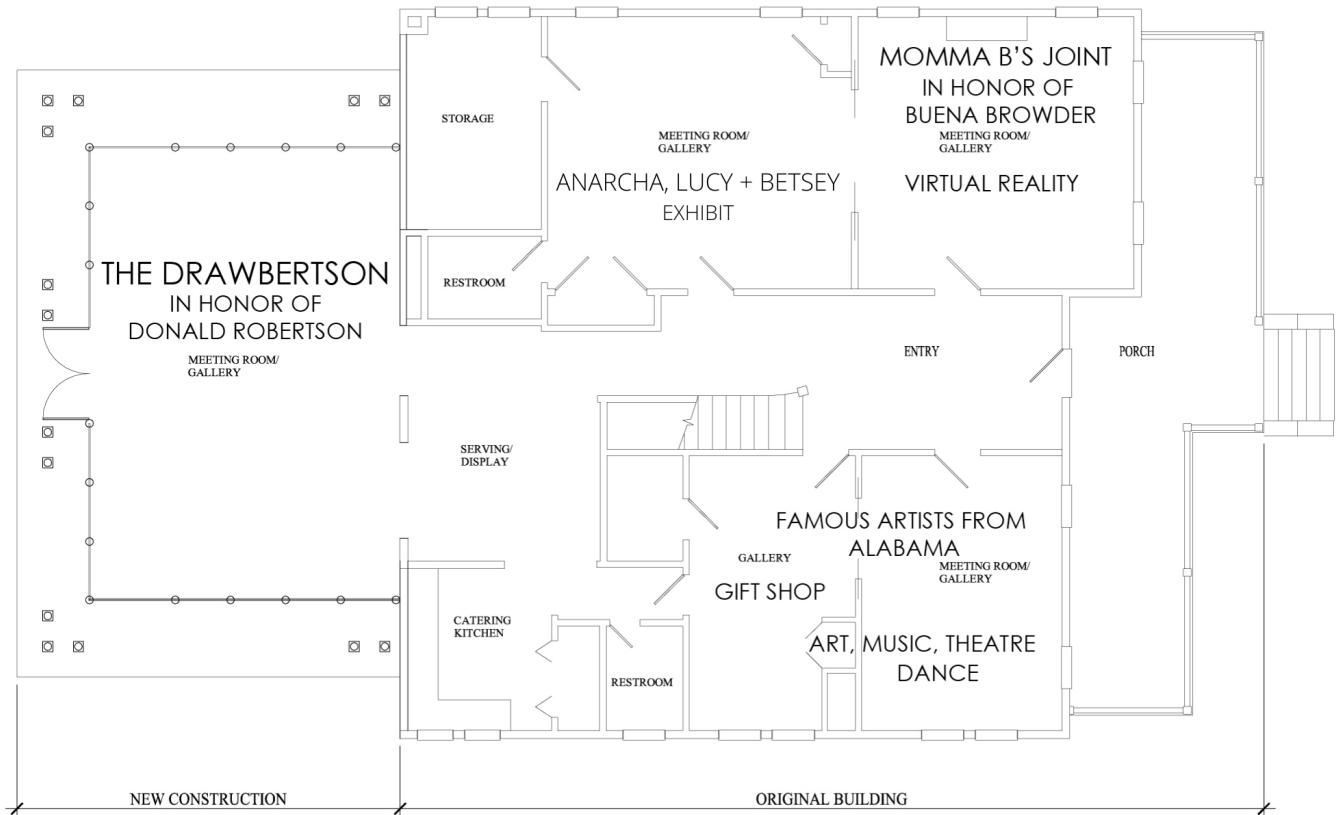 MOMMA B'S JOINT
IN HONOR OF
BUENA BROWDER
STORAGE
MEETING ROOM/
GALLERY
MEETING ROOM/
GALLERY
ANARCHA, LUCY + BETSEY
EXHIBIT
VIRTUAL REALITY
THE DRAWBERTSON
IN HONOR OF
DONALD ROBERTSON
MEETING ROOM/
GALLERY
RESTROOM
ENTRY
PORCH
SERVING/
DISPLAY
FAMOUS ARTISTS FROM
ALABAMA
GALLERY
MEETING ROOM/
GALLERY
GIFT SHOP
CATERING
KITCHEN
ART, MUSIC, THEATRE
DANCE
RESTROOM
NEW CONSTRUCTION
ORIGINAL BUILDING